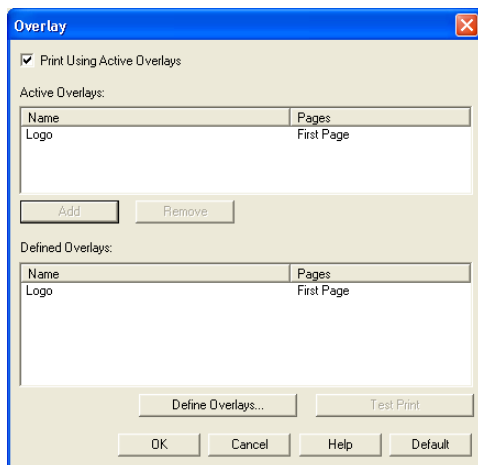 Overlay
Print Using Active Overlays
Active Overlays:
Name Pages
Logo First Page
Add Remove
Defined Overlays:
Name Pages
Logo First Page
Define Overlays... Test Print
OK Cancel Help Default